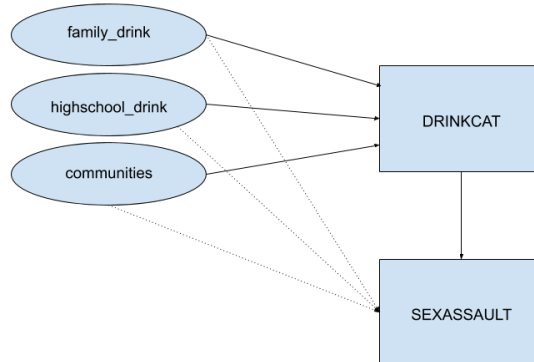 family_drink
highschool_drink
communities
DRINKCAT
SEXASSAULT